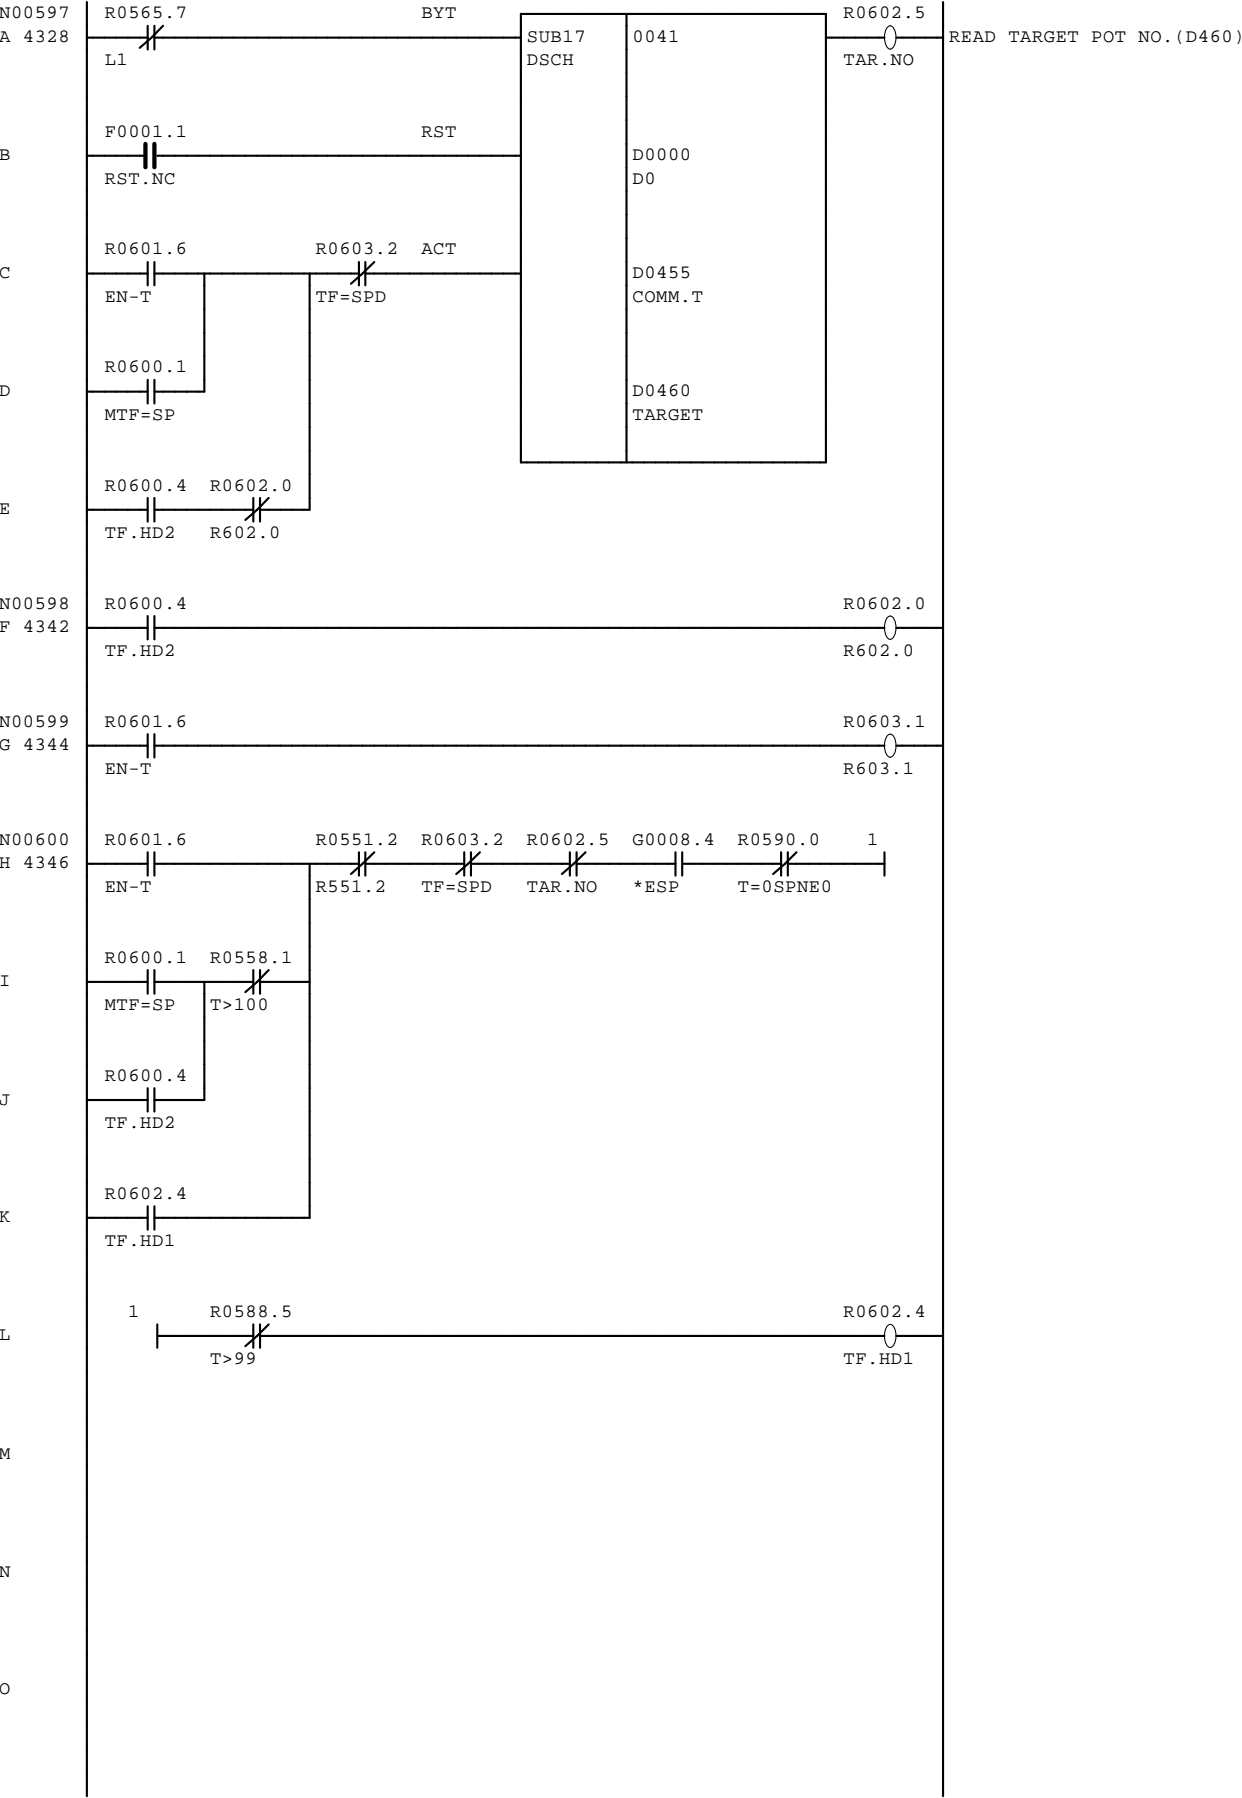 N00597 R0565.7 BYT R0602.5
A 4328 SUB17 0041 READ TARGET POT NO.(D460)
L1 DSCH TAR.NO
F0001.1 RST
B D0000
RST.NC D0
R0601.6 R0603.2 ACT
C D0455
EN-T TF=SPD COMM.T
R0600.1
D D0460
MTF=SP TARGET
R0600.4 R0602.0
E
TF.HD2 R602.0
N00598 R0600.4 R0602.0
F 4342
TF.HD2 R602.0
N00599 R0601.6 R0603.1
G 4344
EN-T R603.1
N00600 R0601.6 R0551.2 R0603.2 R0602.5 G0008.4 R0590.0 1
H 4346
EN-T R551.2 TF=SPD TAR.NO *ESP T=0SPNE0
R0600.1 R0558.1
I
MTF=SP T>100
R0600.4
J
TF.HD2
R0602.4
K
TF.HD1
1 R0588.5 R0602.4
L
T>99 TF.HD1
M
N
O